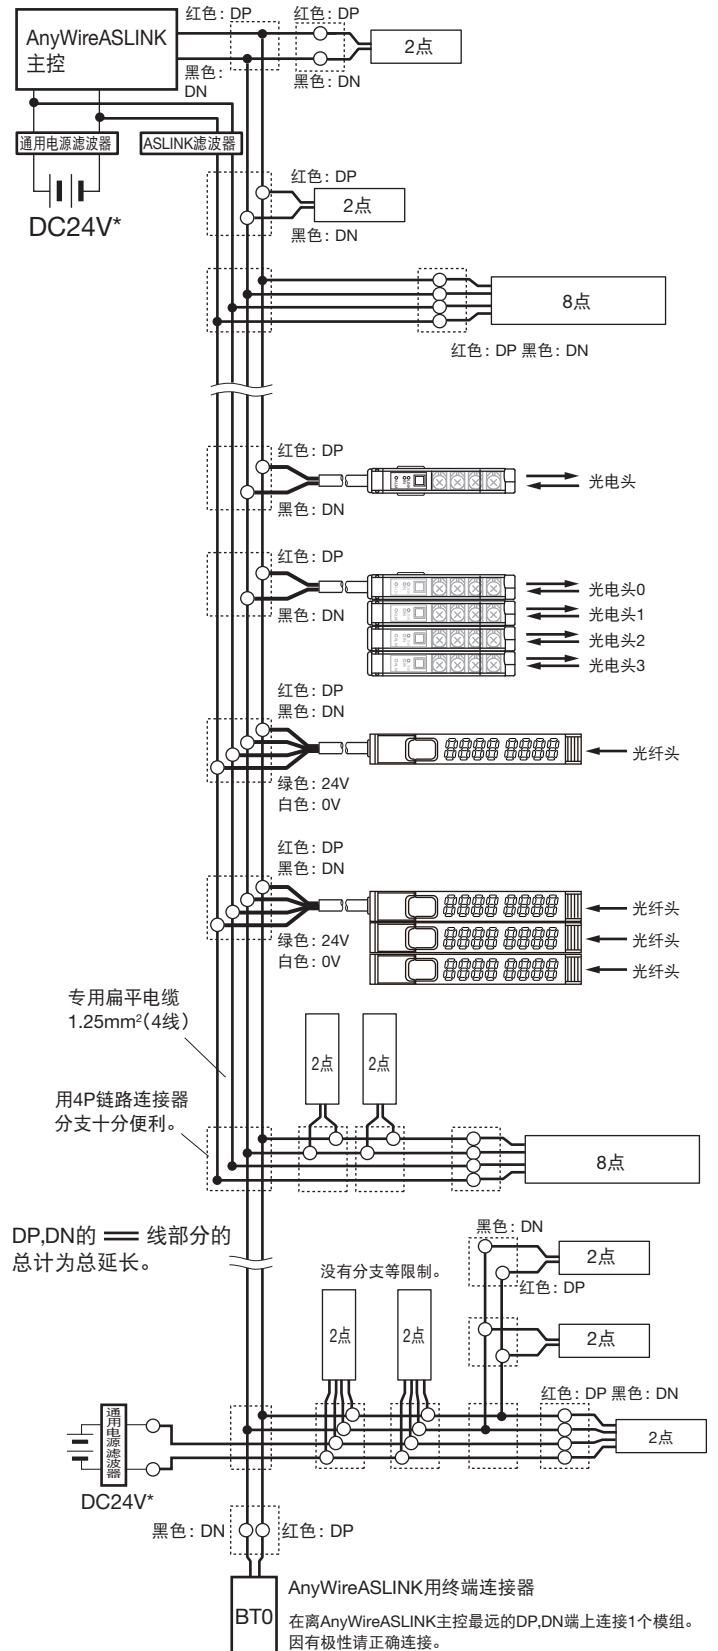 红色：DP
红色：DP
AnyWireASLINK
主控
2点
黑色：
DN
黑色：DN
通用电源滤波器
ASLINK滤波器
DC24V*
红色：DP
2点
黑色：DN
8点
红色：DP 黑色：DN
红色：DP
光电头
黑色：DN
红色：DP
光电头0
黑色：DN
光电头1
光电头2
光电头3
红色：DP
黑色：DN
光纤头
绿色：24V
白色：0V
红色：DP
黑色：DN
光纤头
绿色：24V
白色：0V
光纤头
光纤头
专用扁平电缆
1.25mm²(4线)
2点
2点
用4P链路连接器
分支十分便利。
8点
DP,DN的 线部分的
总计为总延长。
黑色：DN
2点
没有分支等限制。
红色：DP
2点
2点
2点
红色：DP 黑色：DN
通用电源滤波器
2点
DC24V*
黑色：DN
红色：DP
AnyWireASLINK用终端连接器
BT0
在离AnyWireASLINK主控最远的DP,DN端上连接1个模组。
因有极性请正确连接。